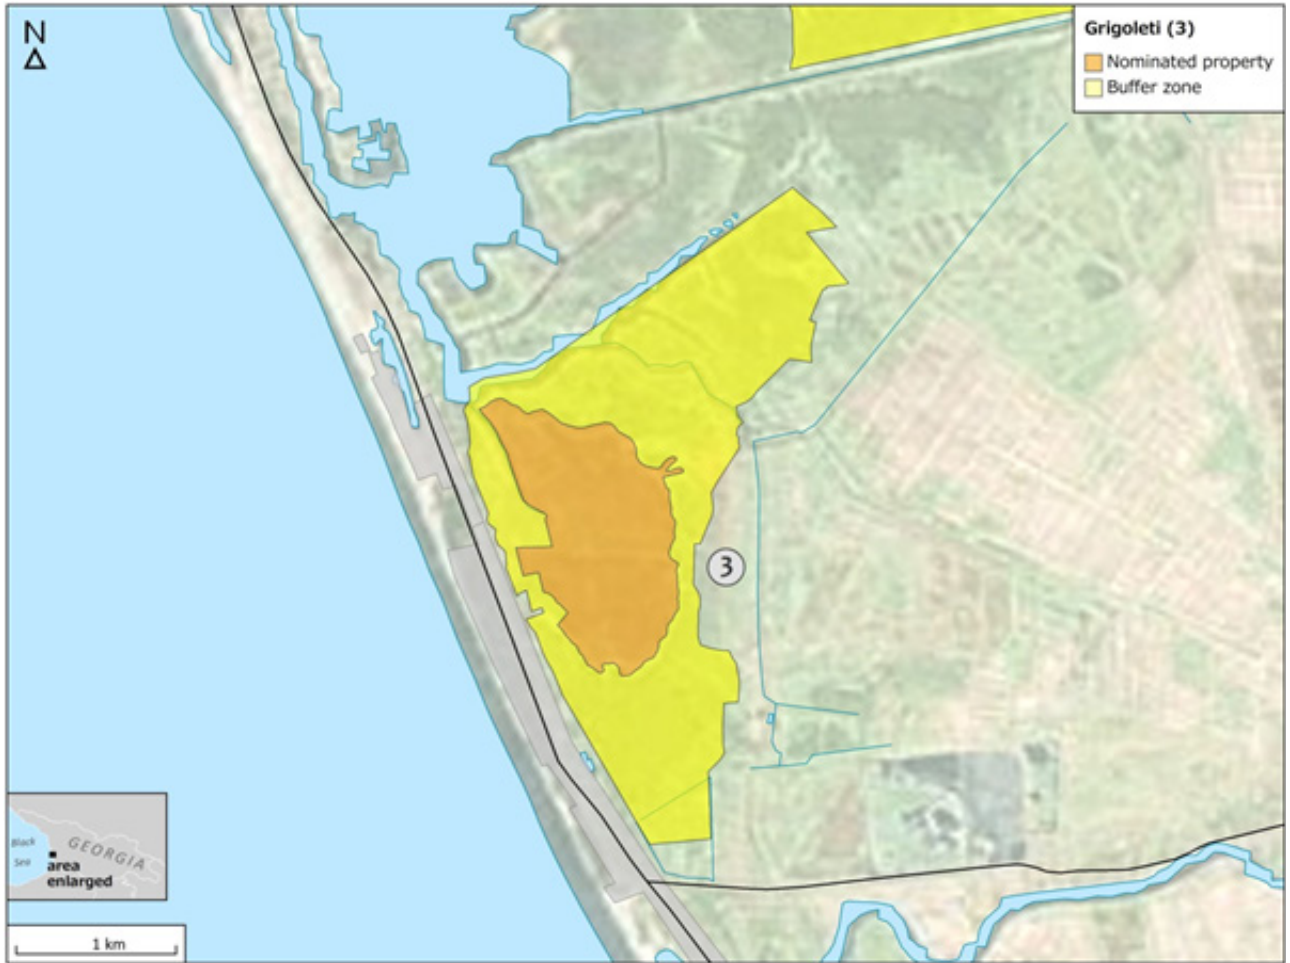 N
Grigoleti (3)
Nominated property
Buffer zone
3
Black
Sea
GEORGIA
area
enlarged
1 km